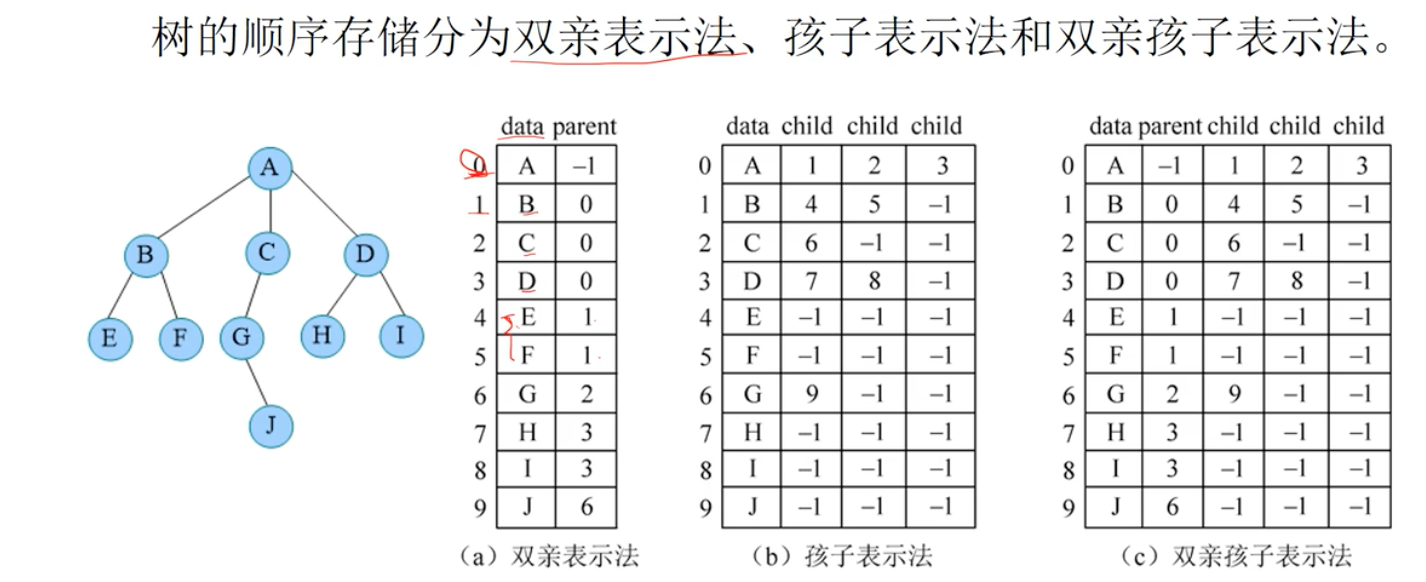 树的顺序存储分为双亲表示法、孩子表示法和双亲孩子表示法。
A
B C D
E F G H I
J
data parent
0 A –1
1 B 0
2 C 0
3 D 0
4 E 1
5 F 1
6 G 2
7 H 3
8 I 3
9 J 6
(a)双亲表示法
data child child child
0 A 1 2 3
1 B 4 5 –1
2 C 6 –1 –1
3 D 7 8 –1
4 E –1 –1 –1
5 F –1 –1 –1
6 G 9 –1 –1
7 H –1 –1 –1
8 I –1 –1 –1
9 J –1 –1 –1
(b)孩子表示法
data parent child child child
0 A –1 1 2 3
1 B 0 4 5 –1
2 C 0 6 –1 –1
3 D 0 7 8 –1
4 E 1 –1 –1 –1
5 F 1 –1 –1 –1
6 G 2 9 –1 –1
7 H 3 –1 –1 –1
8 I 3 –1 –1 –1
9 J 6 –1 –1 –1
(c)双亲孩子表示法